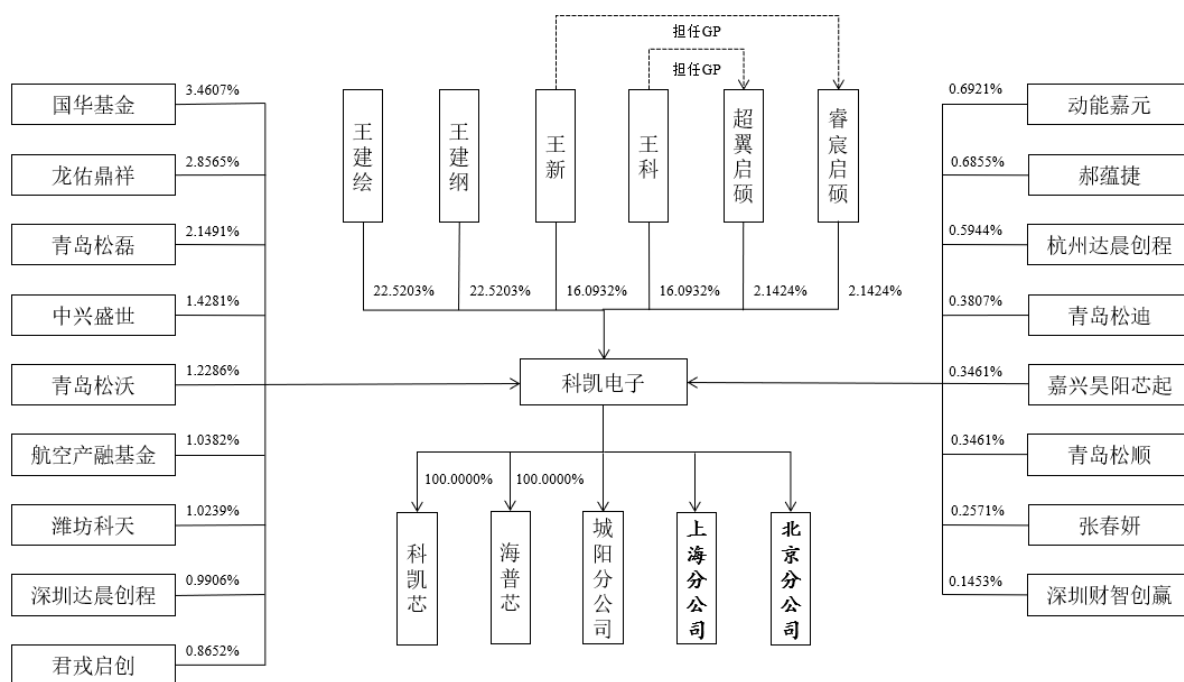 担任GP
担任GP
王建绘
王建纲
王新
王科
超翼启硕
睿宸启硕
国华基金
3.4607%
龙佑鼎祥
2.8565%
青岛松磊
2.1491%
中兴盛世
1.4281%
青岛松沃
1.2286%
航空产融基金
1.0382%
潍坊科天
1.0239%
深圳达晨创程
0.9906%
君戎启创
0.8652%
22.5203%
22.5203%
16.0932%
16.0932%
2.1424%
2.1424%
科凯电子
100.0000%
100.0000%
科凯芯
海普芯
城阳分公司
上海分公司
北京分公司
0.6921%
动能嘉元
0.6855%
郝蕴捷
0.5944%
杭州达晨创程
0.3807%
青岛松迪
0.3461%
嘉兴昊阳芯起
0.3461%
青岛松顺
0.2571%
张春妍
0.1453%
深圳财智创赢